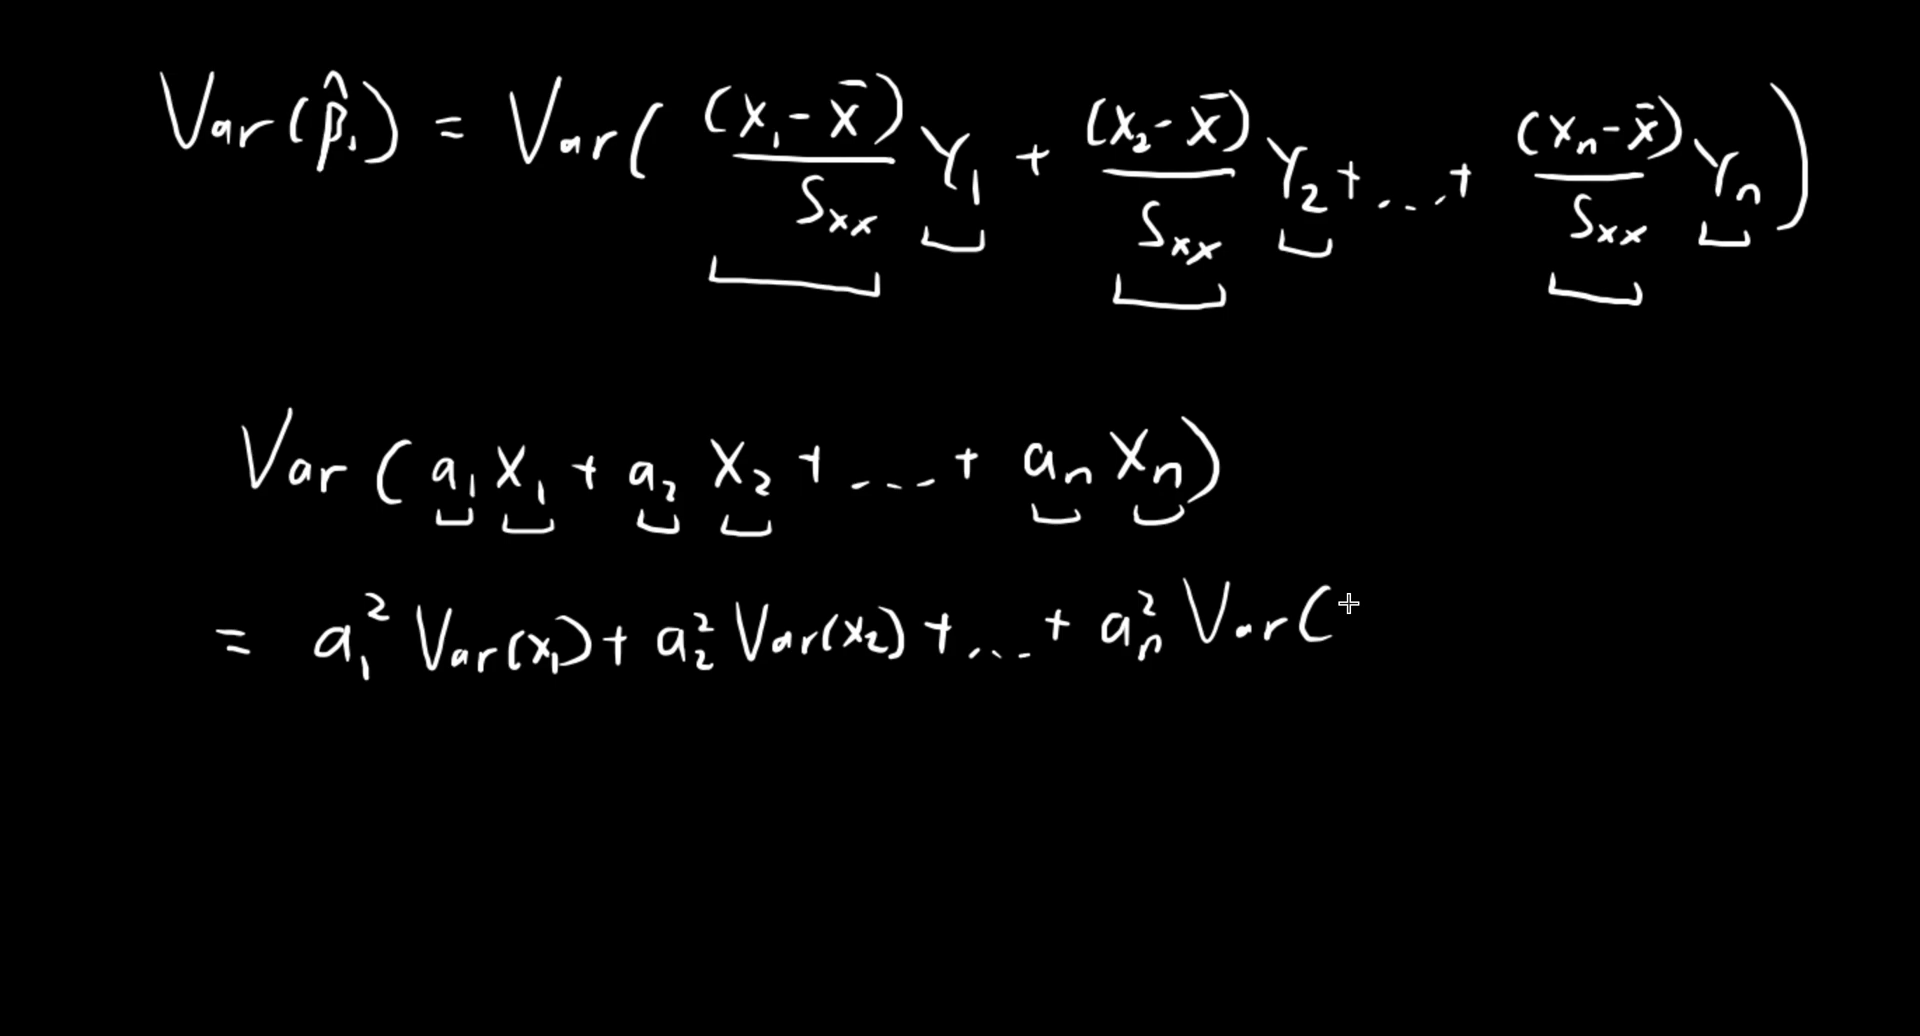 Var(β̂₁) = Var( (x₁-x̄)/Sxx Y₁ + (x₂-x̄)/Sxx Y₂ + ... + (xₙ-x̄)/Sxx Yₙ )
Var(a₁X₁ + a₂X₂ + ... + aₙXₙ)
= a₁² Var(x₁) + a₂² Var(x₂) + ... + aₙ² Var(